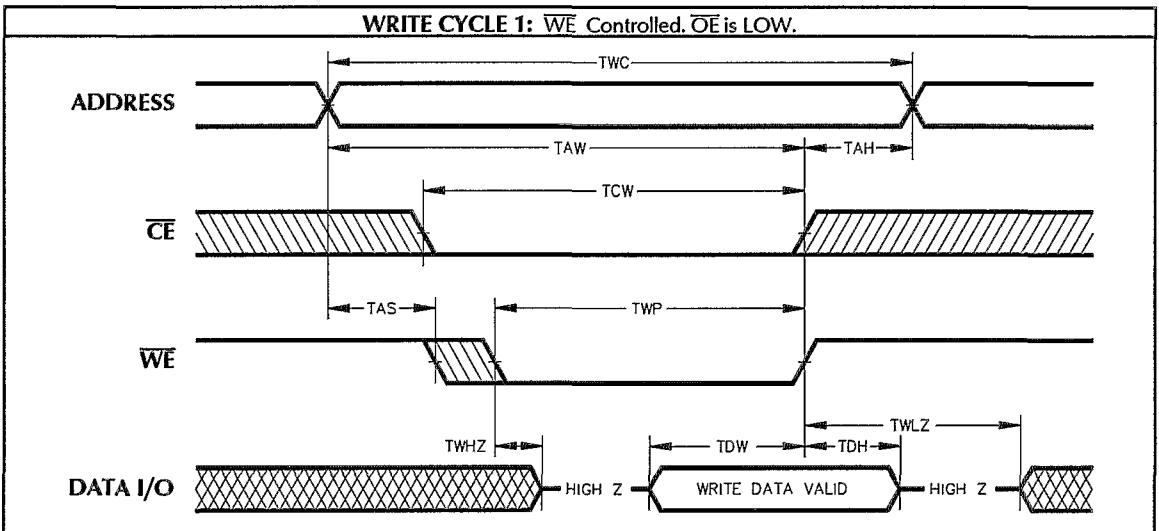 WRITE CYCLE 1: WE Controlled. OE is LOW.
TWC
ADDRESS
TAW
TAH
TCW
CE
TAS
TWP
WE
TWLZ
TWHZ
TDW
TDH
DATA I/O
HIGH Z
WRITE DATA VALID
HIGH Z